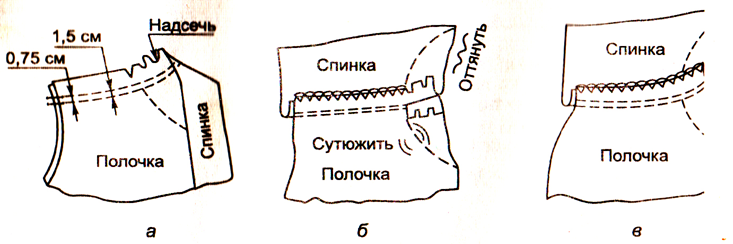 Надсечь
1,5 см
0,75 см
Полочка
Спинка
а
Спинка
Оттянуть
Сутюжить
Полочка
б
Спинка
Полочка
в